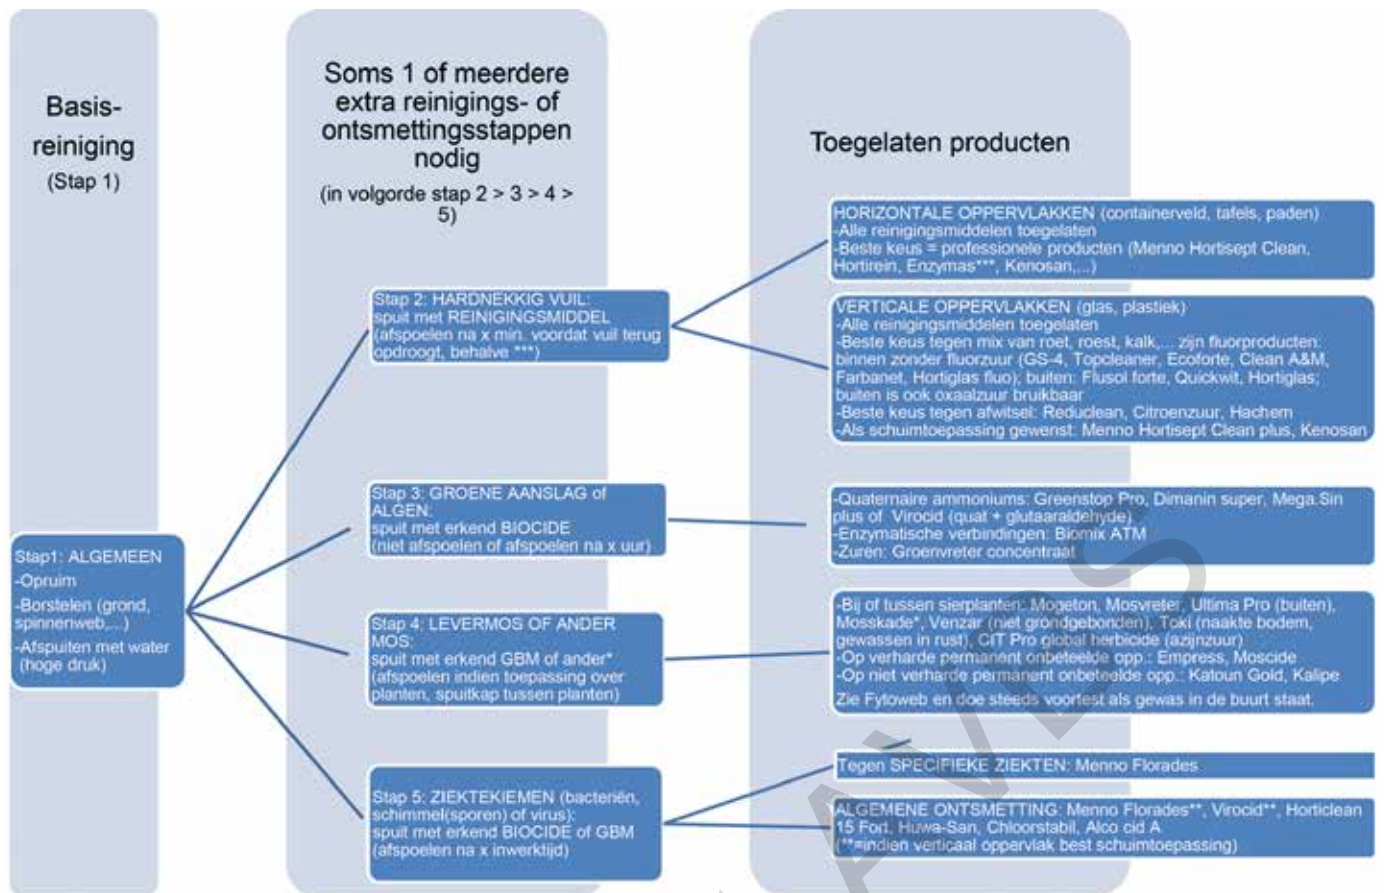 Basis-
reiniging
(Stap 1)
Soms 1 of meerdere
extra reinigings- of
ontsmettingsstappen
nodig
(in volgorde stap 2 > 3 > 4 >
5)
Toegelaten producten
Stap1: ALGEMEEN
-Opruim
-Borstelen (grond,
spinnenweb,...)
-Afspuiten met water
(hoge druk)
Stap 2: HARDNEKKIG VUIL:
spuit met REINIGINGSMIDDEL
(afspoelen na x min. voordat vuil terug
opdroogt, behalve ***)
HORIZONTALE OPPERVLAKKEN (containerveld, tafels, paden)
-Alle reinigingsmiddelen toegelaten
-Beste keus = professionele producten (Menno Hortisept Clean,
Hortirein, Enzymas***, Kenosan,...)
VERTICALE OPPERVLAKKEN (glas, plastiek)
-Alle reinigingsmiddelen toegelaten
-Beste keus tegen mix van roet, roest, kalk,... zijn fluorproducten:
binnen zonder fluorzuur (GS-4, Topcleaner, Ecoforte, Clean A&M,
Farbanet, Hortiglas fluo); buiten: Flusol forte, Quickwit, Hortiglas;
buiten is ook oxaalzuur bruikbaar
-Beste keus tegen afwitsel: Reduclean, Citroenzuur, Hachem
-Als schuimtoepassing gewenst: Menno Hortisept Clean plus, Kenosan
Stap 3: GROENE AANSLAG of
ALGEN:
spuit met erkend BIOCIDE
(niet afspoelen of afspoelen na x uur)
-Quaternaire ammoniums: Greenstop Pro, Dimanin super, Mega.Sin
plus of Virocid (quat + glutaaraldehyde)
-Enzymatische verbindingen: Biomix ATM
-Zuren: Groenvreter concentraat
Stap 4: LEVERMOS OF ANDER
MOS:
spuit met erkend GBM of ander*
(afspoelen indien toepassing over
planten, spuitkap tussen planten)
-Bij of tussen sierplanten: Mogeton, Mosvreter, Ultima Pro (buiten),
Mosskade*, Venzar (niet grondgebonden), Toki (naakte bodem,
gewassen in rust), CIT Pro global herbicide (azijnzuur)
-Op verharde permanent onbeteelde opp.: Empress, Moscide
-Op niet verharde permanent onbeteelde opp.: Katoun Gold, Kalipe
Zie Fytoweb en doe steeds voortest als gewas in de buurt staat.
Stap 5: ZIEKTEKIEMEN (bacteriën,
schimmel(sporen) of virus):
spuit met erkend BIOCIDE of GBM
(afspoelen na x inwerktijd)
Tegen SPECIFIEKE ZIEKTEN: Menno Florades
ALGEMENE ONTSMETTING: Menno Florades**, Virocid**, Horticlean
15 Fort, Huwa-San, Chloorstabil, Alco cid A
(**=indien verticaal oppervlak best schuimtoepassing)
AVBS